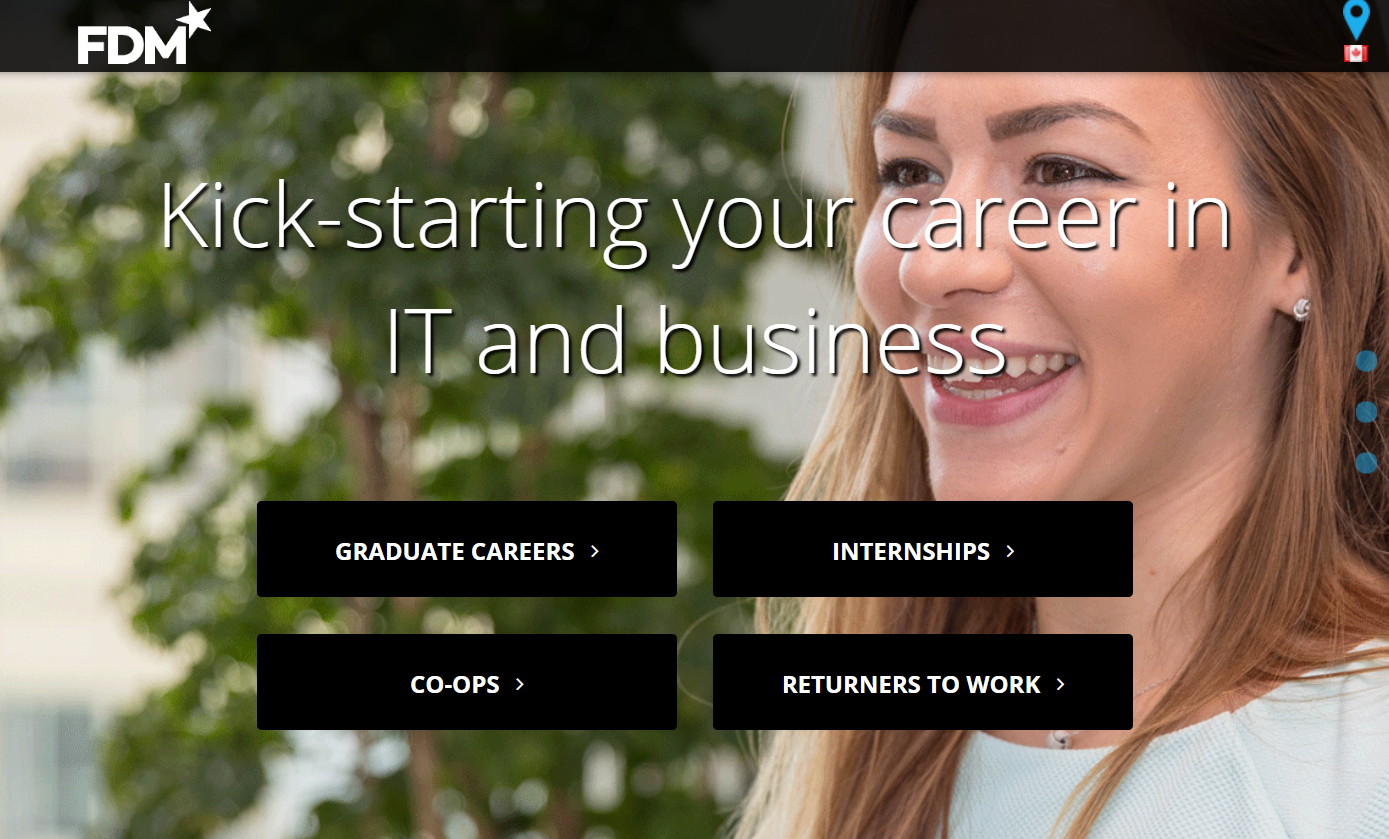 FDM
Kick-starting your career in
IT and business
GRADUATE CAREERS
INTERNSHIPS
CO-OPS
RETURNERS TO WORK